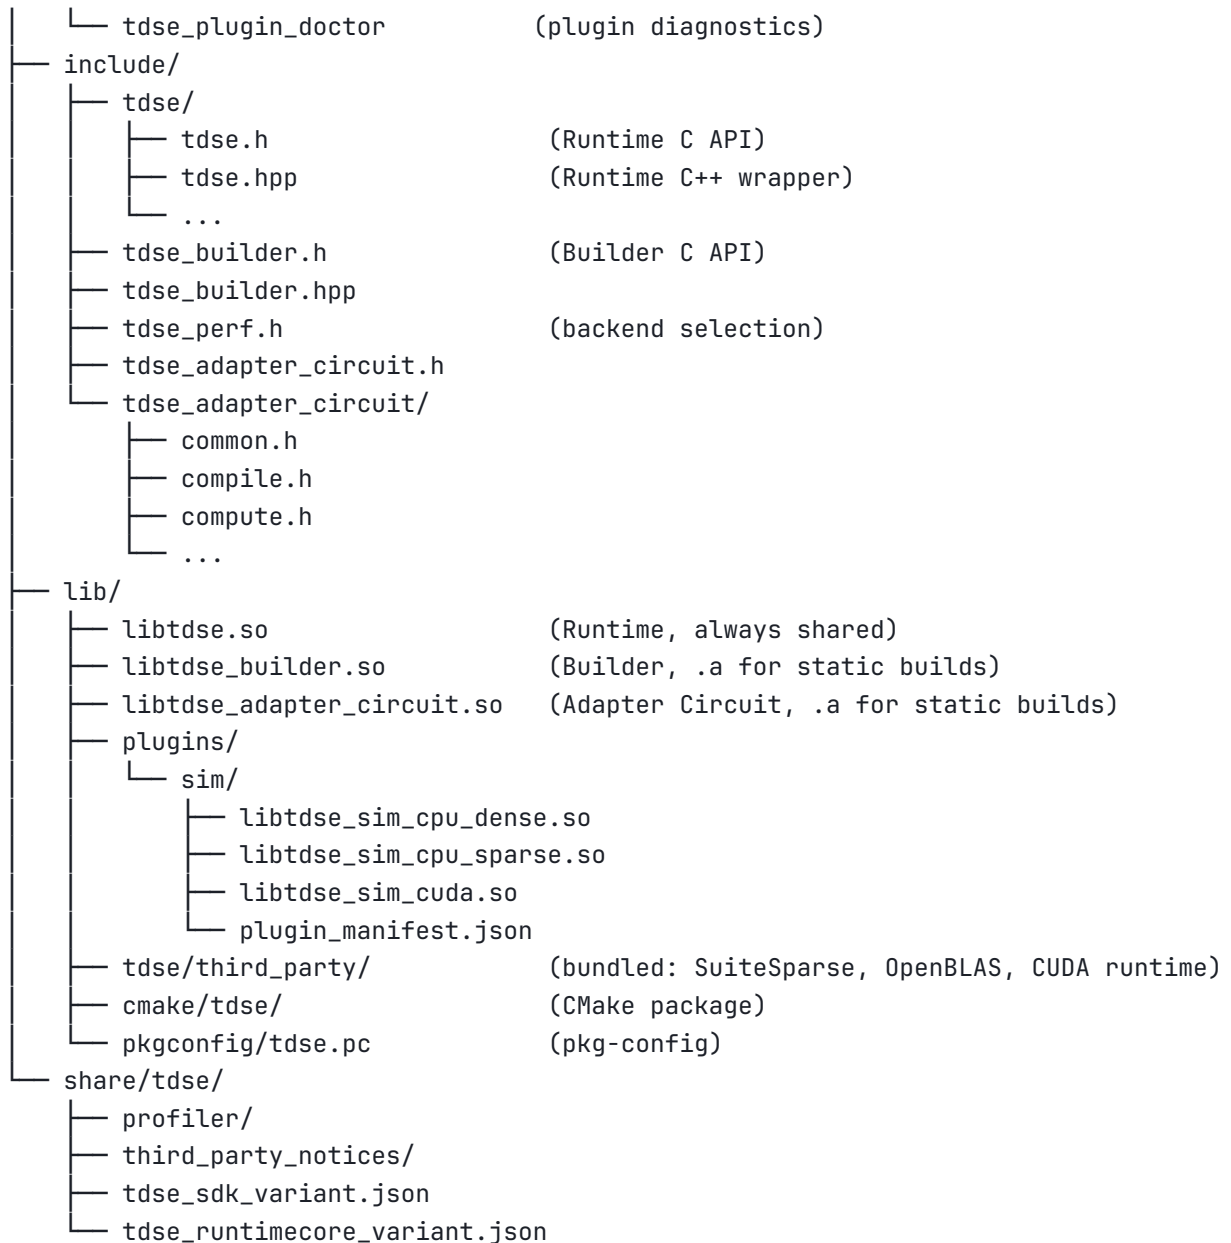 │   └── tdse_plugin_doctor          (plugin diagnostics)
├── include/
│   ├── tdse/
│   │   ├── tdse.h                   (Runtime C API)
│   │   ├── tdse.hpp                 (Runtime C++ wrapper)
│   │   └── ...
│   ├── tdse_builder.h               (Builder C API)
│   ├── tdse_builder.hpp
│   ├── tdse_perf.h                  (backend selection)
│   ├── tdse_adapter_circuit.h
│   └── tdse_adapter_circuit/
│       ├── common.h
│       ├── compile.h
│       ├── compute.h
│       └── ...
├── lib/
│   ├── libtdse.so                   (Runtime, always shared)
│   ├── libtdse_builder.so           (Builder, .a for static builds)
│   ├── libtdse_adapter_circuit.so   (Adapter Circuit, .a for static builds)
│   ├── plugins/
│   │   └── sim/
│   │       ├── libtdse_sim_cpu_dense.so
│   │       ├── libtdse_sim_cpu_sparse.so
│   │       ├── libtdse_sim_cuda.so
│   │       └── plugin_manifest.json
│   ├── tdse/third_party/            (bundled: SuiteSparse, OpenBLAS, CUDA runtime)
│   ├── cmake/tdse/                  (CMake package)
│   └── pkgconfig/tdse.pc            (pkg-config)
└── share/tdse/
    ├── profiler/
    ├── third_party_notices/
    ├── tdse_sdk_variant.json
    └── tdse_runtimecore_variant.json